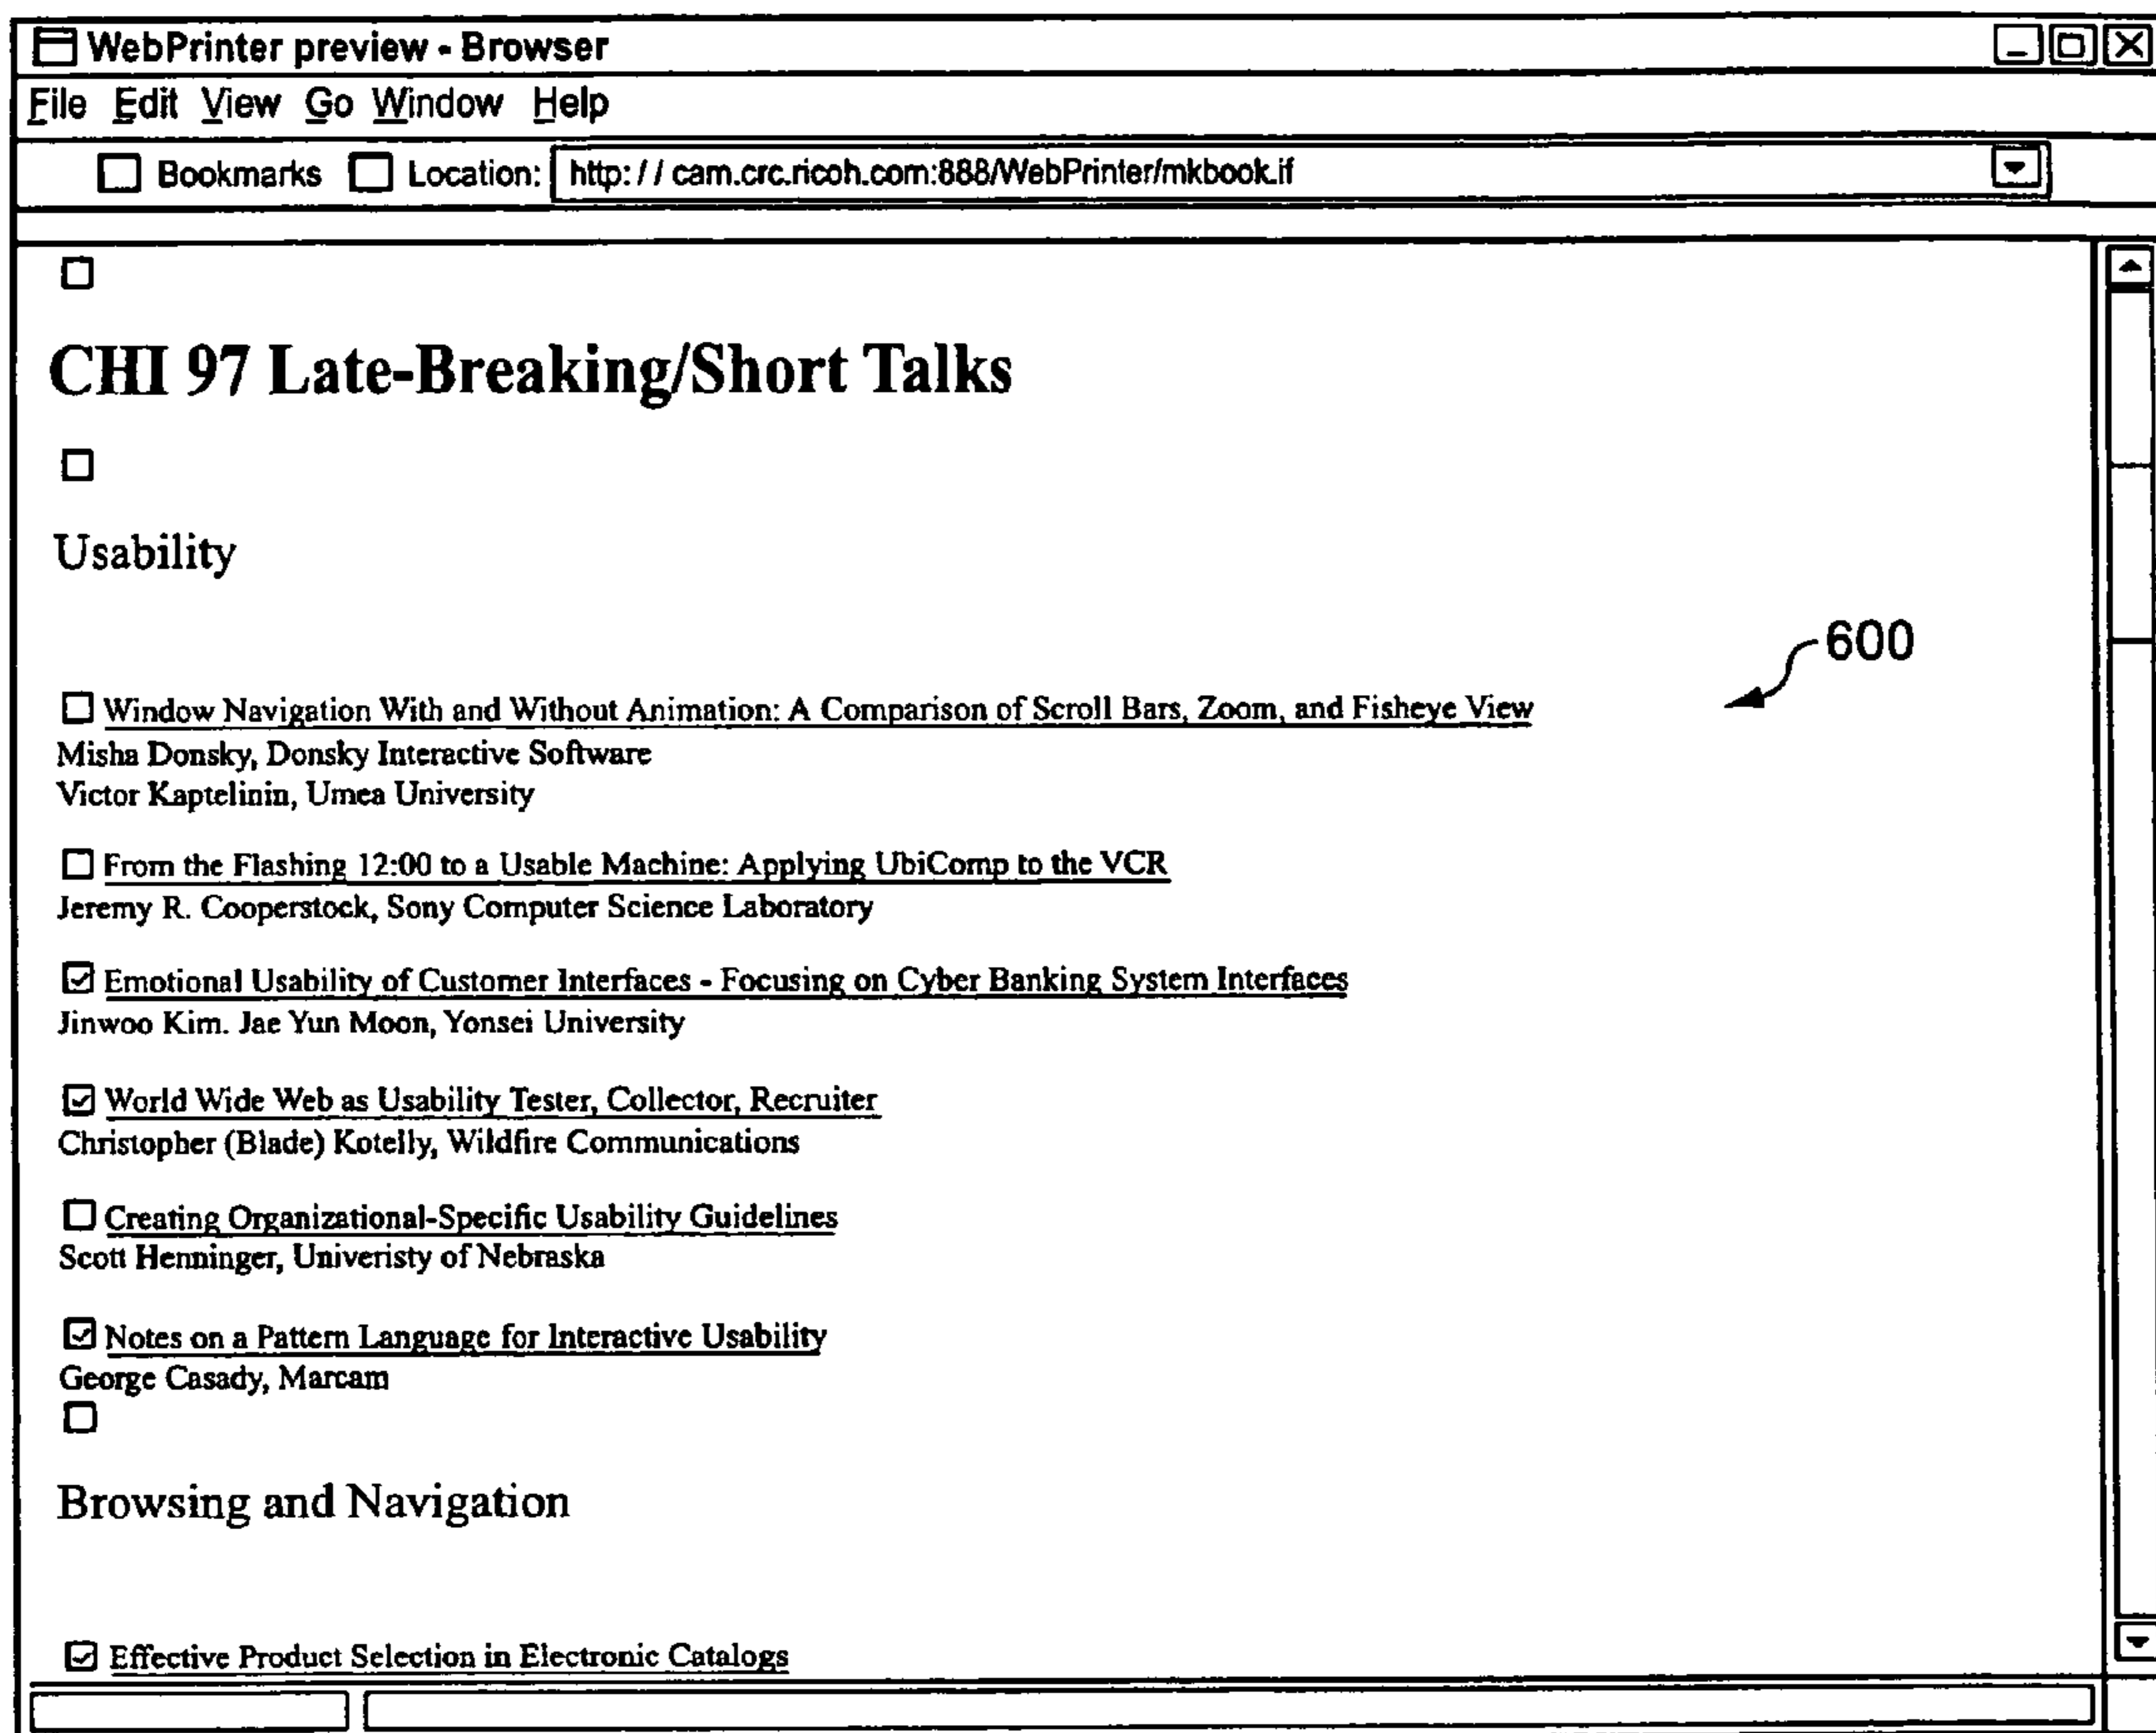 WebPrinter preview - Browser
File Edit View Go Window Help
Bookmarks Location: http: / / cam.crc.ricoh.com:888/WebPrinter/mkbook.if
CHI 97 Late-Breaking/Short Talks
Usability
600
Window Navigation With and Without Animation: A Comparison of Scroll Bars, Zoom, and Fisheye View
Misha Donsky, Donsky Interactive Software
Victor Kaptelinin, Umea University
From the Flashing 12:00 to a Usable Machine: Applying UbiComp to the VCR
Jeremy R. Cooperstock, Sony Computer Science Laboratory
Emotional Usability of Customer Interfaces - Focusing on Cyber Banking System Interfaces
Jinwoo Kim. Jae Yun Moon, Yonsei University
World Wide Web as Usability Tester, Collector, Recruiter
Christopher (Blade) Kotelly, Wildfire Communications
Creating Organizational-Specific Usability Guidelines
Scott Henninger, Univeristy of Nebraska
Notes on a Pattern Language for Interactive Usability
George Casady, Marcam
Browsing and Navigation
Effective Product Selection in Electronic Catalogs